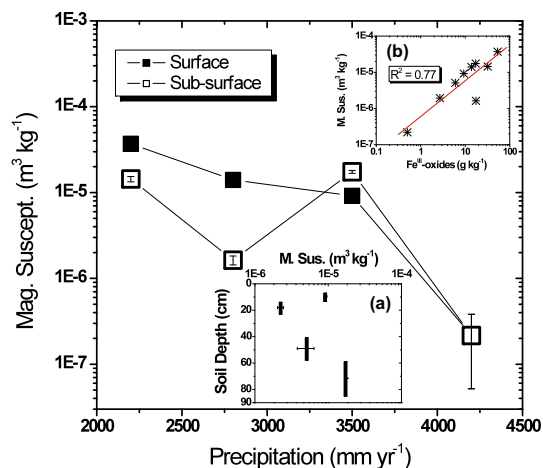 Surface
Sub-surface
(b)
R² = 0.77
M. Sus. (m³ kg⁻¹)
1E-4
1E-5
1E-6
1E-7
0.1 1 10 100
Feᴵᴵᴵ-oxides (g kg⁻¹)
Mag. Suscept. (m³ kg⁻¹)
1E-3
1E-4
1E-5
1E-6
1E-7
M. Sus. (m³ kg⁻¹)
1E-6 1E-5 1E-4
(a)
Soil Depth (cm)
0
30
60
90
2000 2500 3000 3500 4000 4500
Precipitation (mm yr⁻¹)